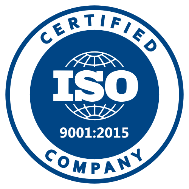 CERTIFIED
ISO
9001:2015
COMPANY